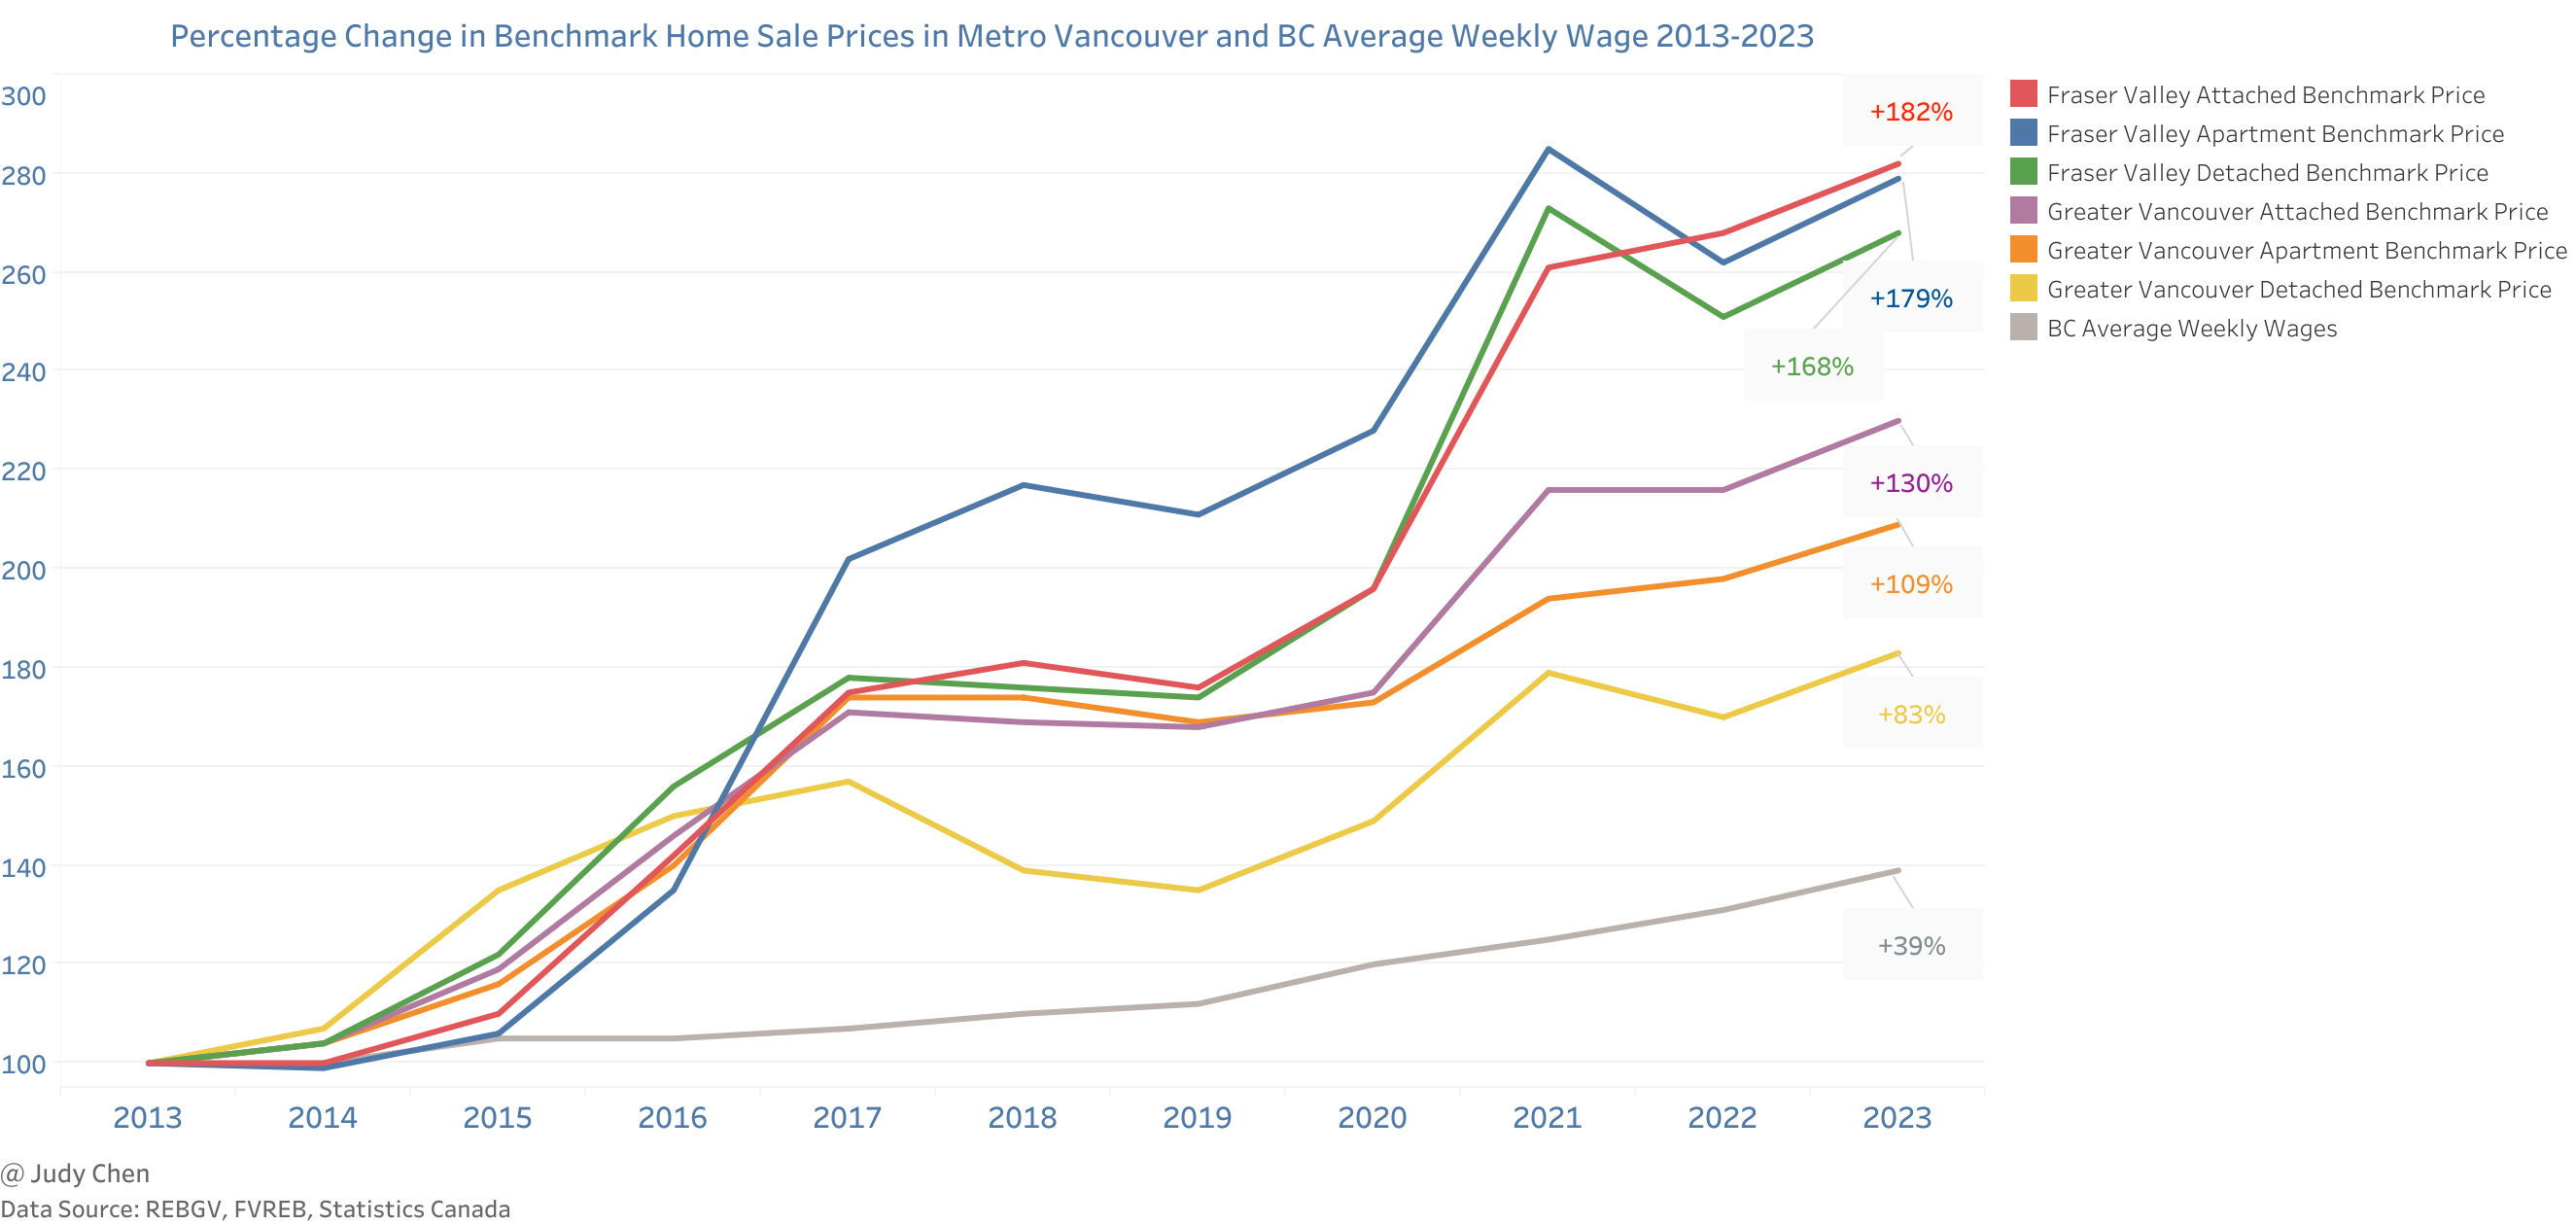 Percentage Change in Benchmark Home Sale Prices in Metro Vancouver and BC Average Weekly Wage 2013-2023
300
280
260
240
220
200
180
160
140
120
100
+182%
+179%
+168%
+130%
+109%
+83%
+39%
2013 2014 2015 2016 2017 2018 2019 2020 2021 2022 2023
Fraser Valley Attached Benchmark Price
Fraser Valley Apartment Benchmark Price
Fraser Valley Detached Benchmark Price
Greater Vancouver Attached Benchmark Price
Greater Vancouver Apartment Benchmark Price
Greater Vancouver Detached Benchmark Price
BC Average Weekly Wages
@ Judy Chen
Data Source: REBGV, FVREB, Statistics Canada